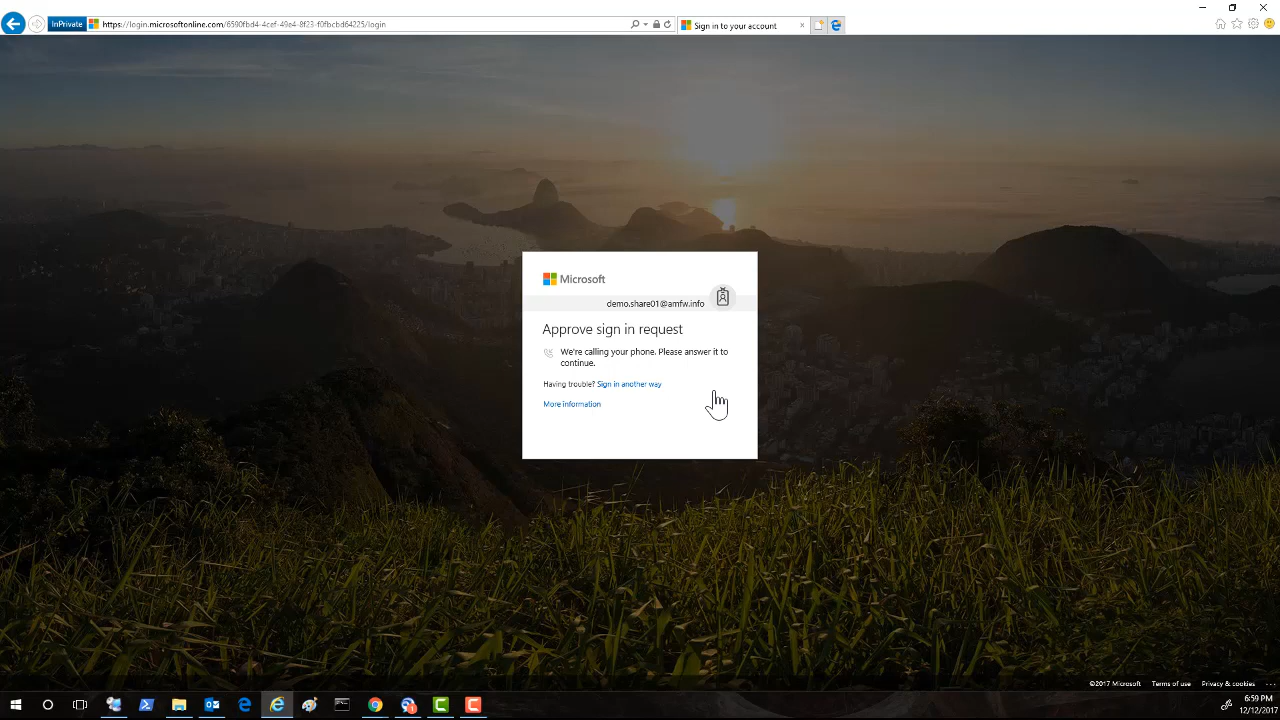 InPrivate
https://login.microsoftonline.com/6590fbd4-4cef-49e4-8f23-f0fbcbd64225/login
Sign in to your account
Microsoft
demo.share01@amfw.info
Approve sign in request
We're calling your phone. Please answer it to
continue.
Having trouble? Sign in another way
More information
©2017 Microsoft Terms of use Privacy & cookies ...
6:59 PM
12/12/2017